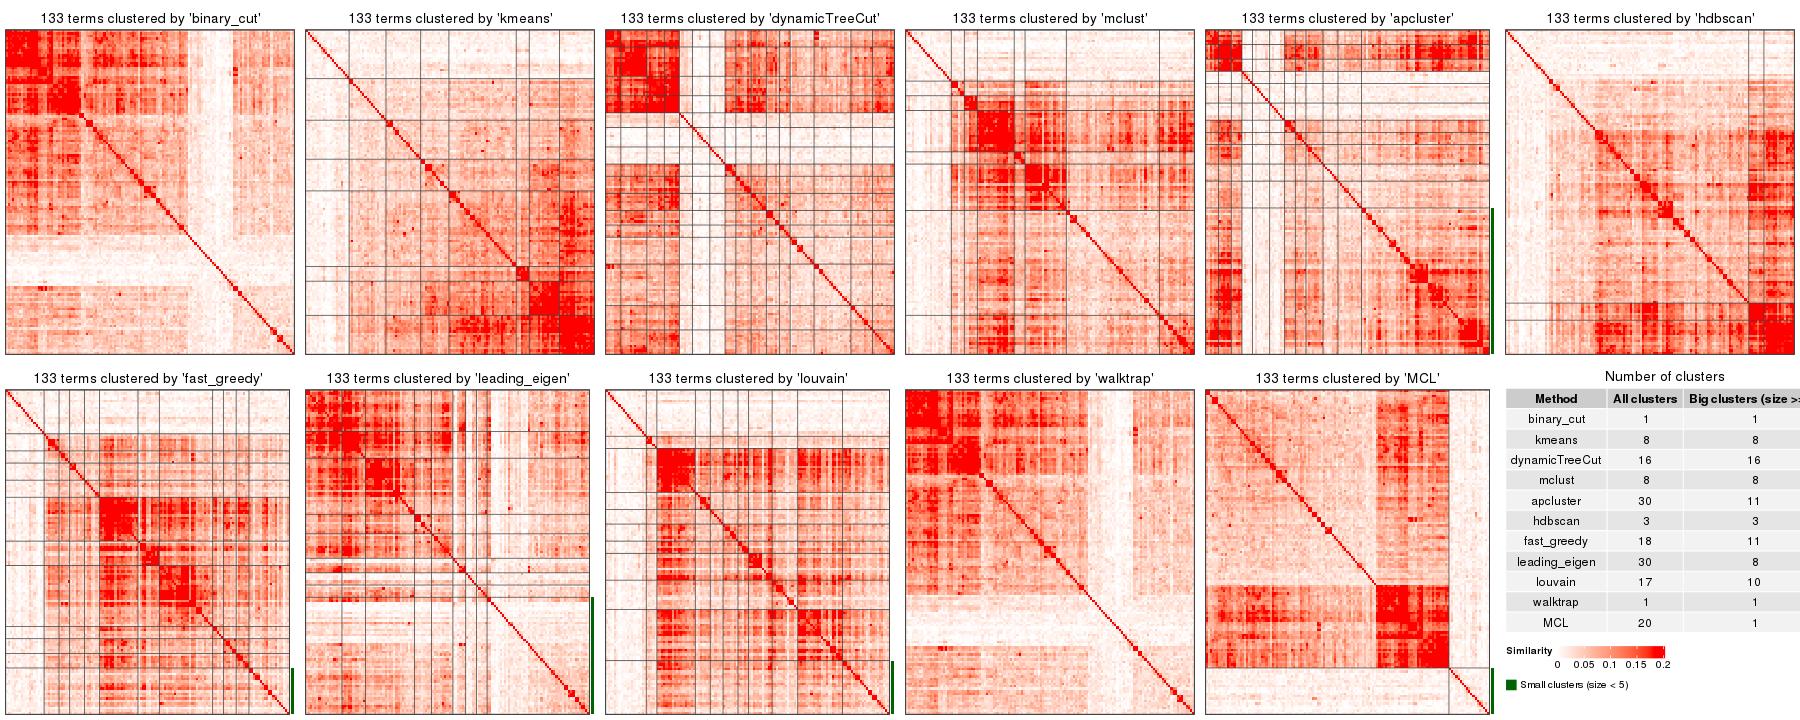 133 terms clustered by 'binary_cut'
133 terms clustered by 'kmeans'
133 terms clustered by 'dynamicTreeCut'
133 terms clustered by 'mclust'
133 terms clustered by 'apcluster'
133 terms clustered by 'hdbscan'
133 terms clustered by 'fast_greedy'
133 terms clustered by 'leading_eigen'
133 terms clustered by 'louvain'
133 terms clustered by 'walktrap'
133 terms clustered by 'MCL'
Number of clusters
Method All clusters Big clusters (size >=
binary_cut 1 1
kmeans 8 8
dynamicTreeCut 16 16
mclust 8 8
apcluster 30 11
hdbscan 3 3
fast_greedy 18 11
leading_eigen 30 8
louvain 17 10
walktrap 1 1
MCL 20 1
Similarity
0 0.05 0.1 0.15 0.2
Small clusters (size < 5)